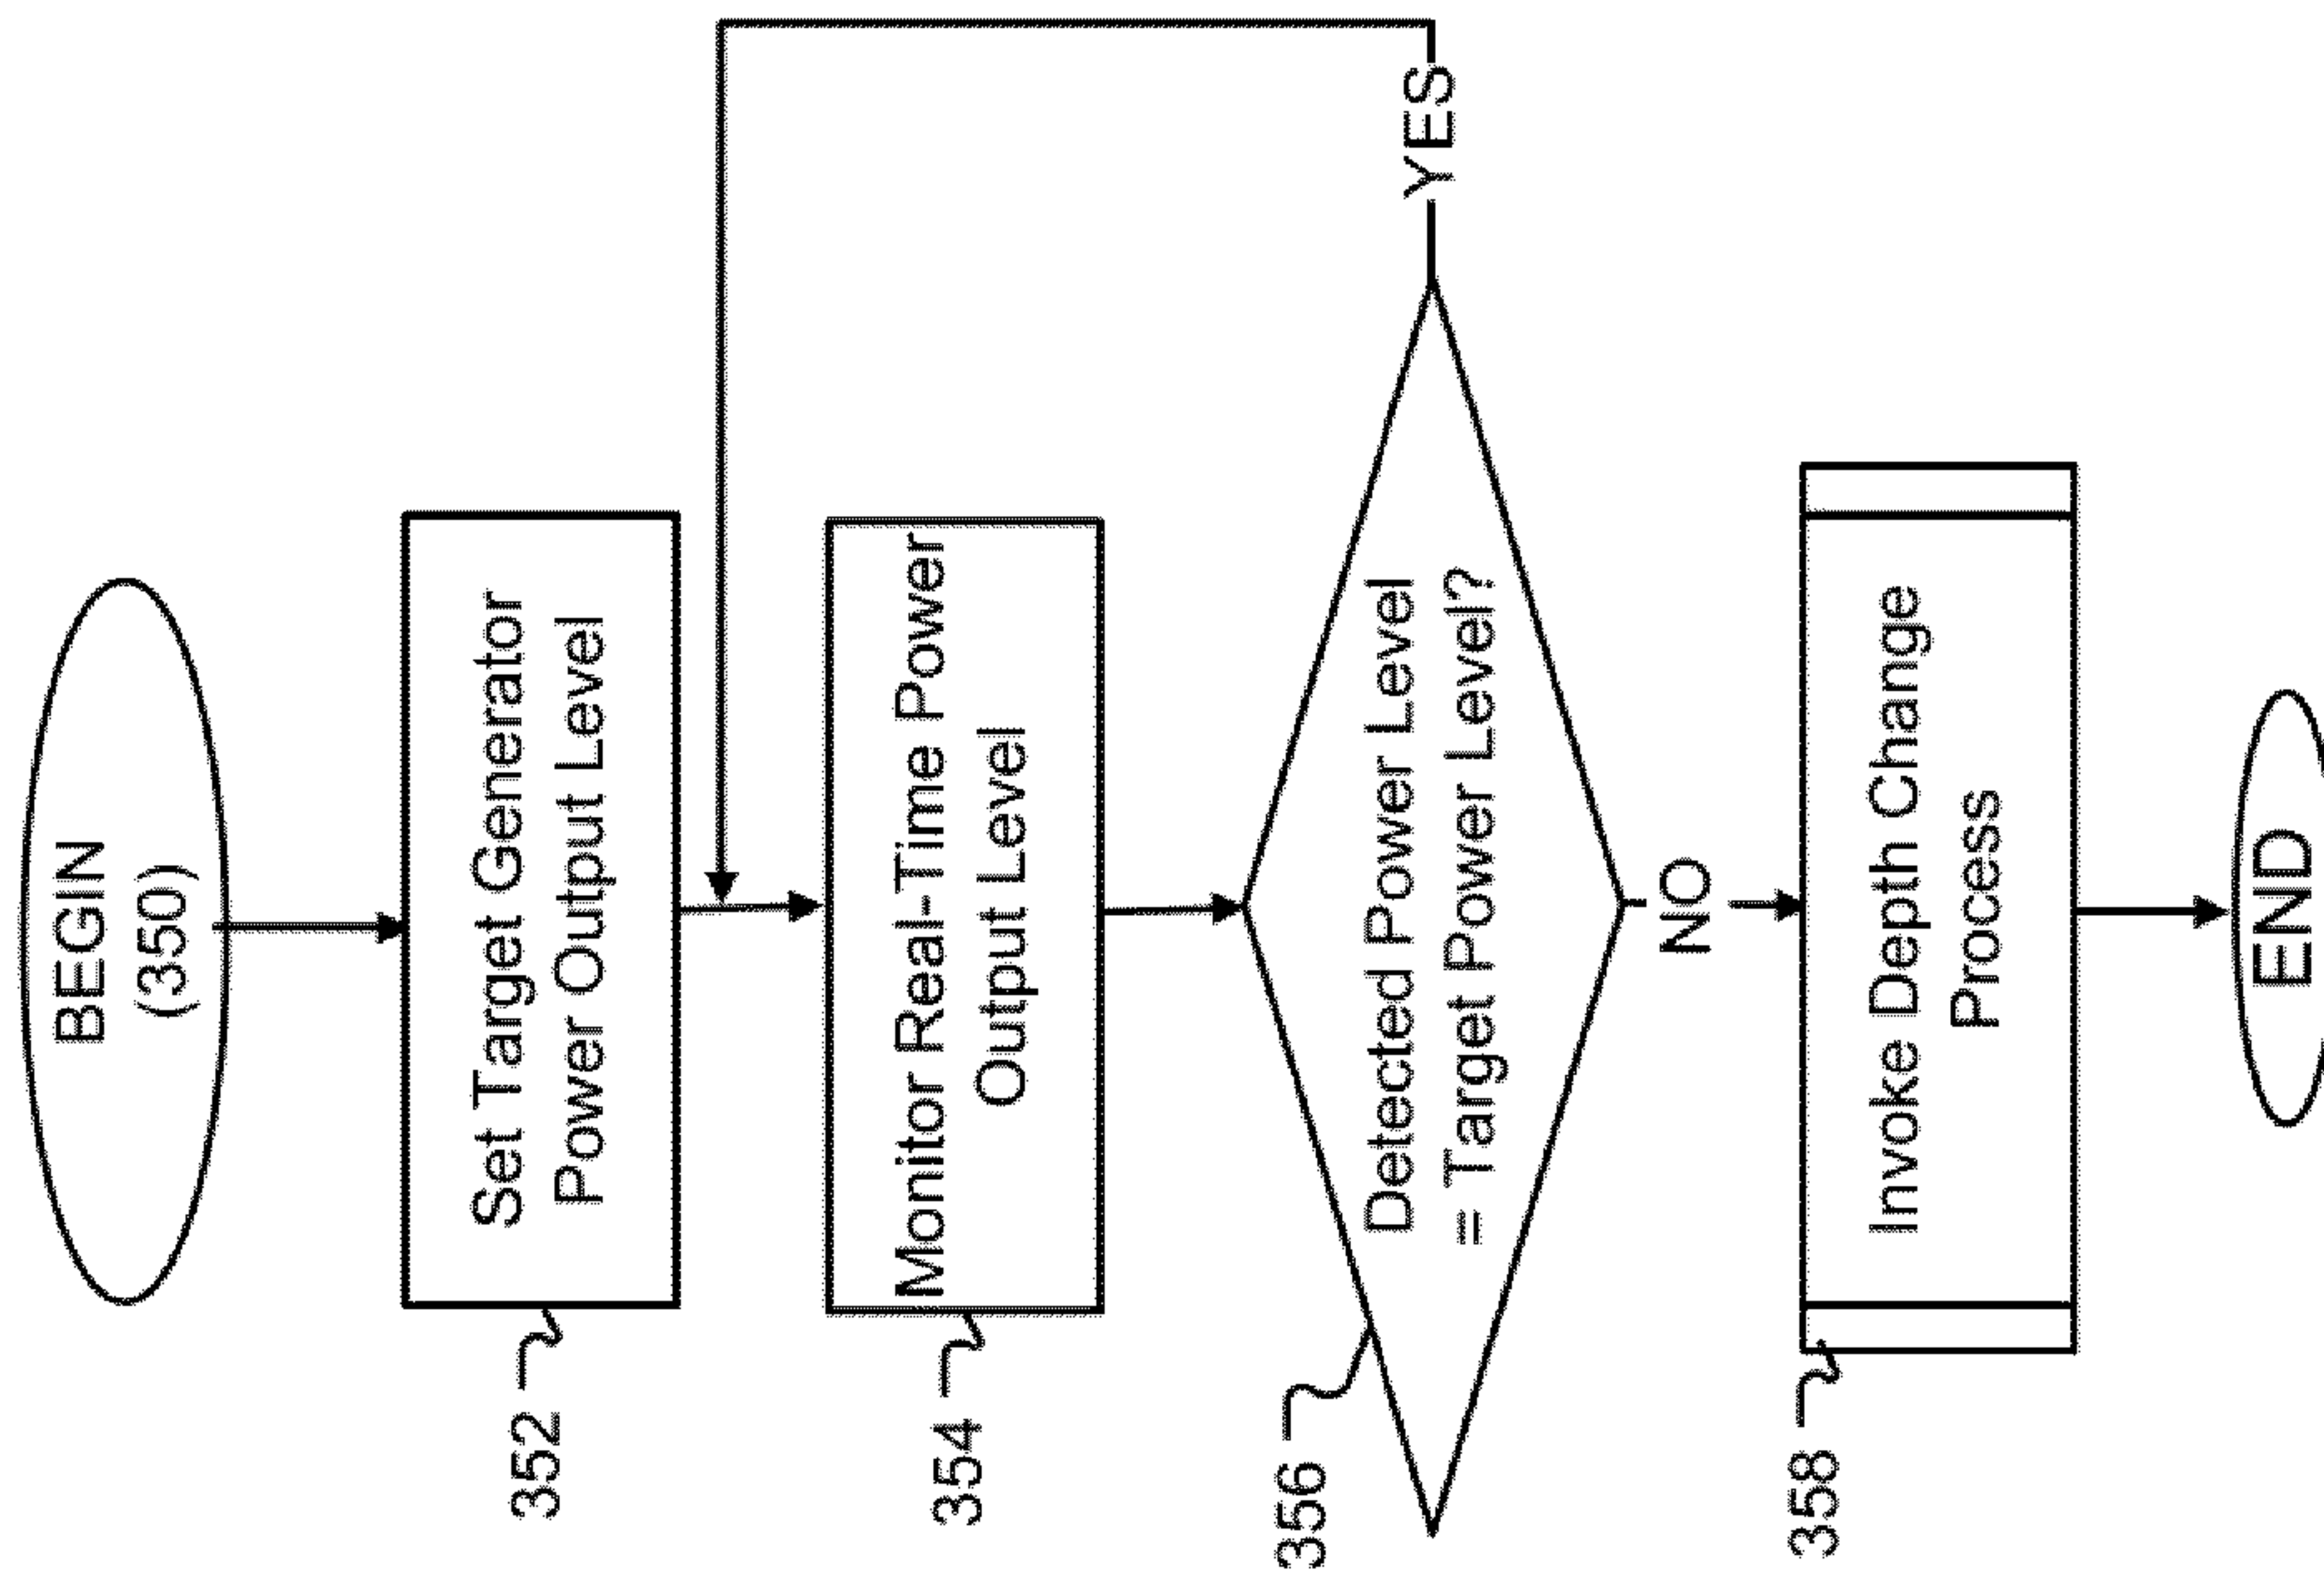 BEGIN
(350)
352
Set Target Generator
Power Output Level
354
Monitor Real-Time Power
Output Level
356
Detected Power Level
= Target Power Level?
YES
NO
358
Invoke Depth Change
Process
END